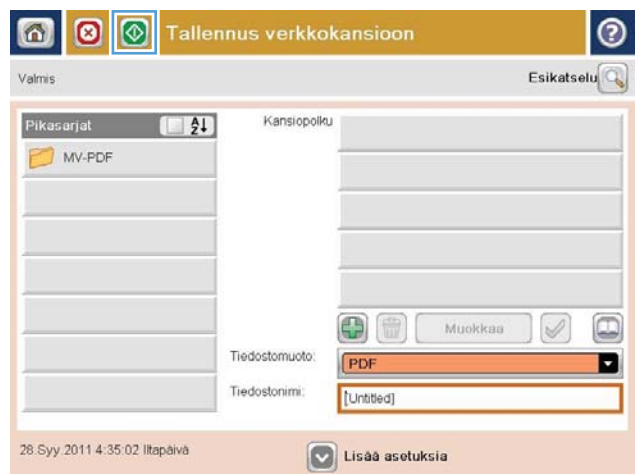 Tallennus verkkokansioon
Valmis
Esikatselu
Pikasarjat
Kansiopolku
MV-PDF
Muokkaa
Tiedostomuoto:
PDF
Tiedostonimi:
[Untitled]
28 Syy 2011 4:35:02 Iltapäivä
Lisää asetuksia